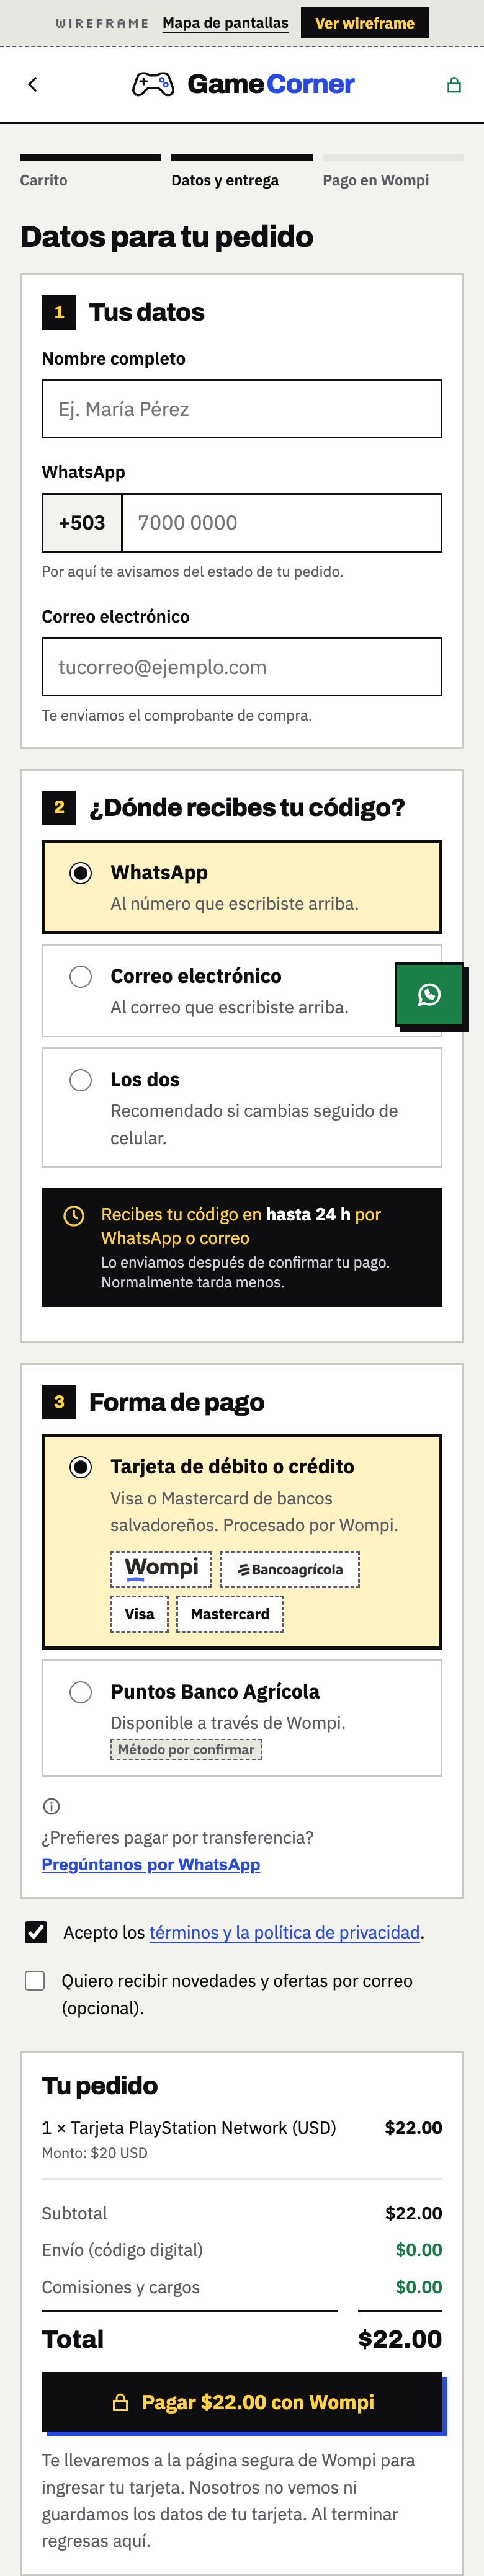 WIREFRAME Mapa de pantallas Ver wireframe
GameCorner
Carrito Datos y entrega Pago en Wompi
Datos para tu pedido
1 Tus datos
Nombre completo
Ej. María Pérez
WhatsApp
+503 7000 0000
Por aquí te avisamos del estado de tu pedido.
Correo electrónico
tucorreo@ejemplo.com
Te enviamos el comprobante de compra.
2 ¿Dónde recibes tu código?
WhatsApp
Al número que escribiste arriba.
Correo electrónico
Al correo que escribiste arriba.
Los dos
Recomendado si cambias seguido de
celular.
Recibes tu código en hasta 24 h por
WhatsApp o correo
Lo enviamos después de confirmar tu pago.
Normalmente tarda menos.
3 Forma de pago
Tarjeta de débito o crédito
Visa o Mastercard de bancos
salvadoreños. Procesado por Wompi.
Wompi Bancoagrícola
Visa Mastercard
Puntos Banco Agrícola
Disponible a través de Wompi.
Método por confirmar
¿Prefieres pagar por transferencia?
Pregúntanos por WhatsApp
Acepto los términos y la política de privacidad.
Quiero recibir novedades y ofertas por correo
(opcional).
Tu pedido
1 × Tarjeta PlayStation Network (USD) $22.00
Monto: $20 USD
Subtotal $22.00
Envío (código digital) $0.00
Comisiones y cargos $0.00
Total $22.00
Pagar $22.00 con Wompi
Te llevaremos a la página segura de Wompi para
ingresar tu tarjeta. Nosotros no vemos ni
guardamos los datos de tu tarjeta. Al terminar
regresas aquí.